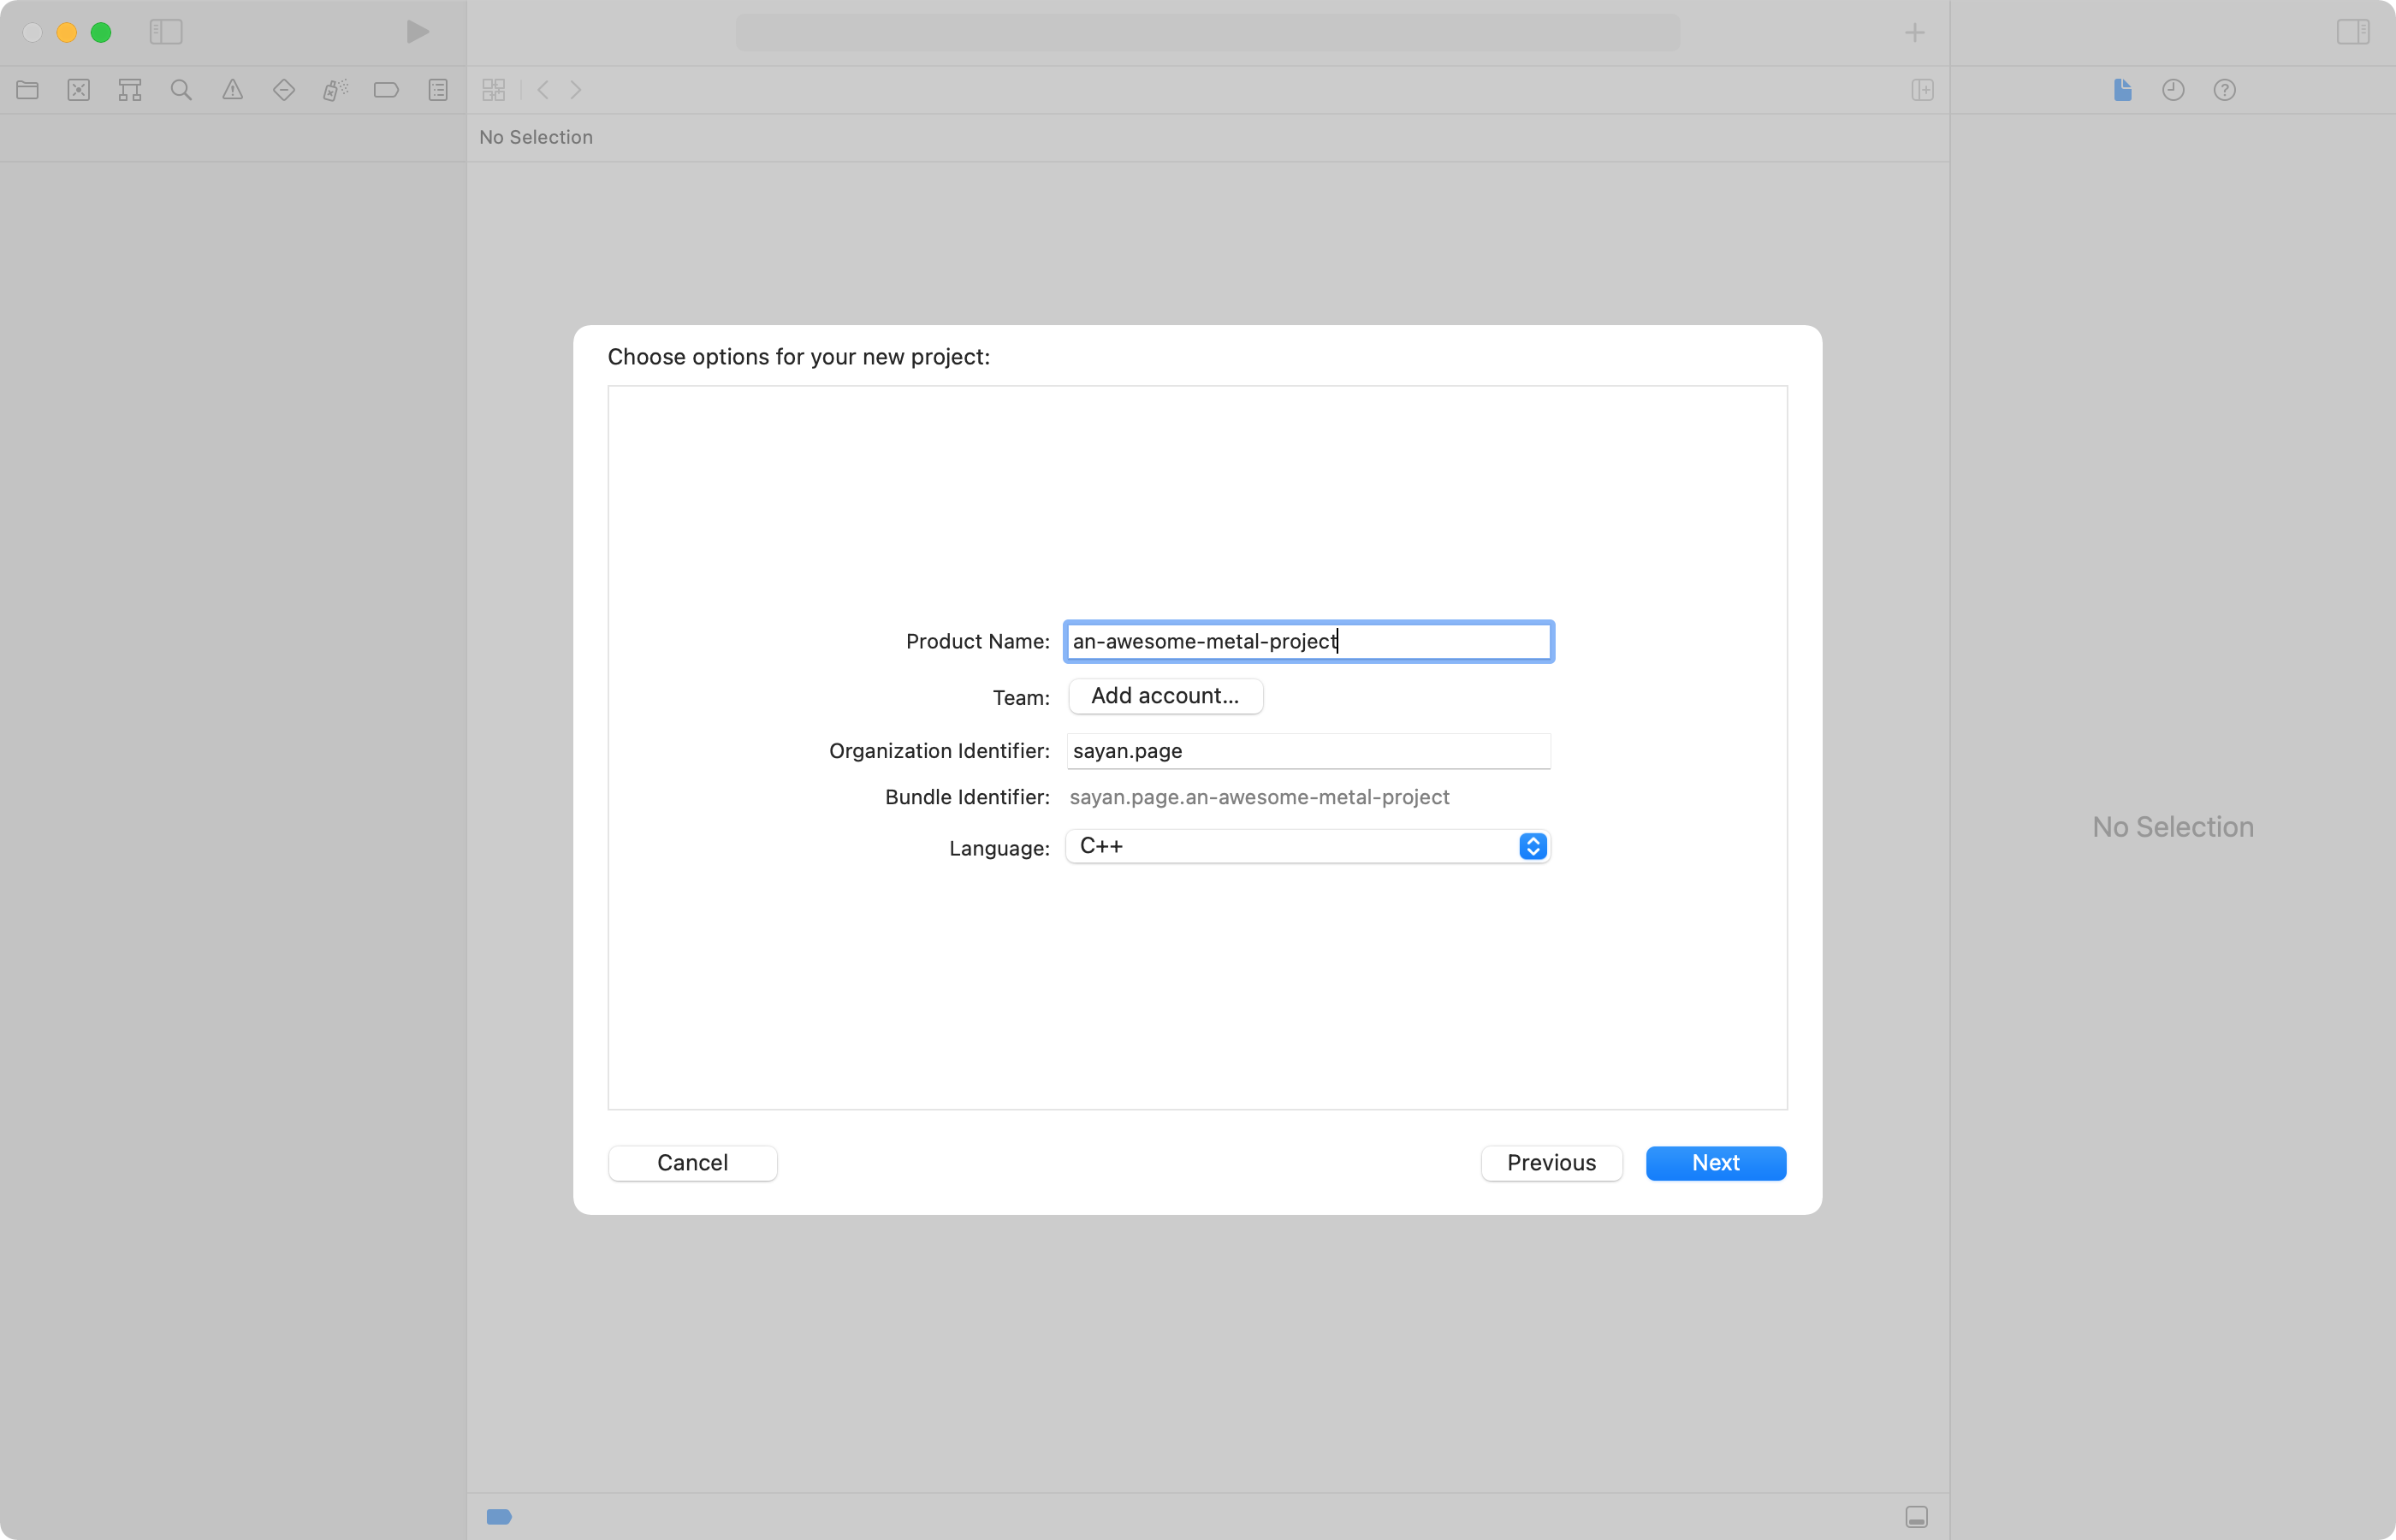 No Selection
Choose options for your new project:
Product Name: an-awesome-metal-project
Team: Add account...
Organization Identifier: sayan.page
Bundle Identifier: sayan.page.an-awesome-metal-project
Language: C++
No Selection
Cancel Previous Next